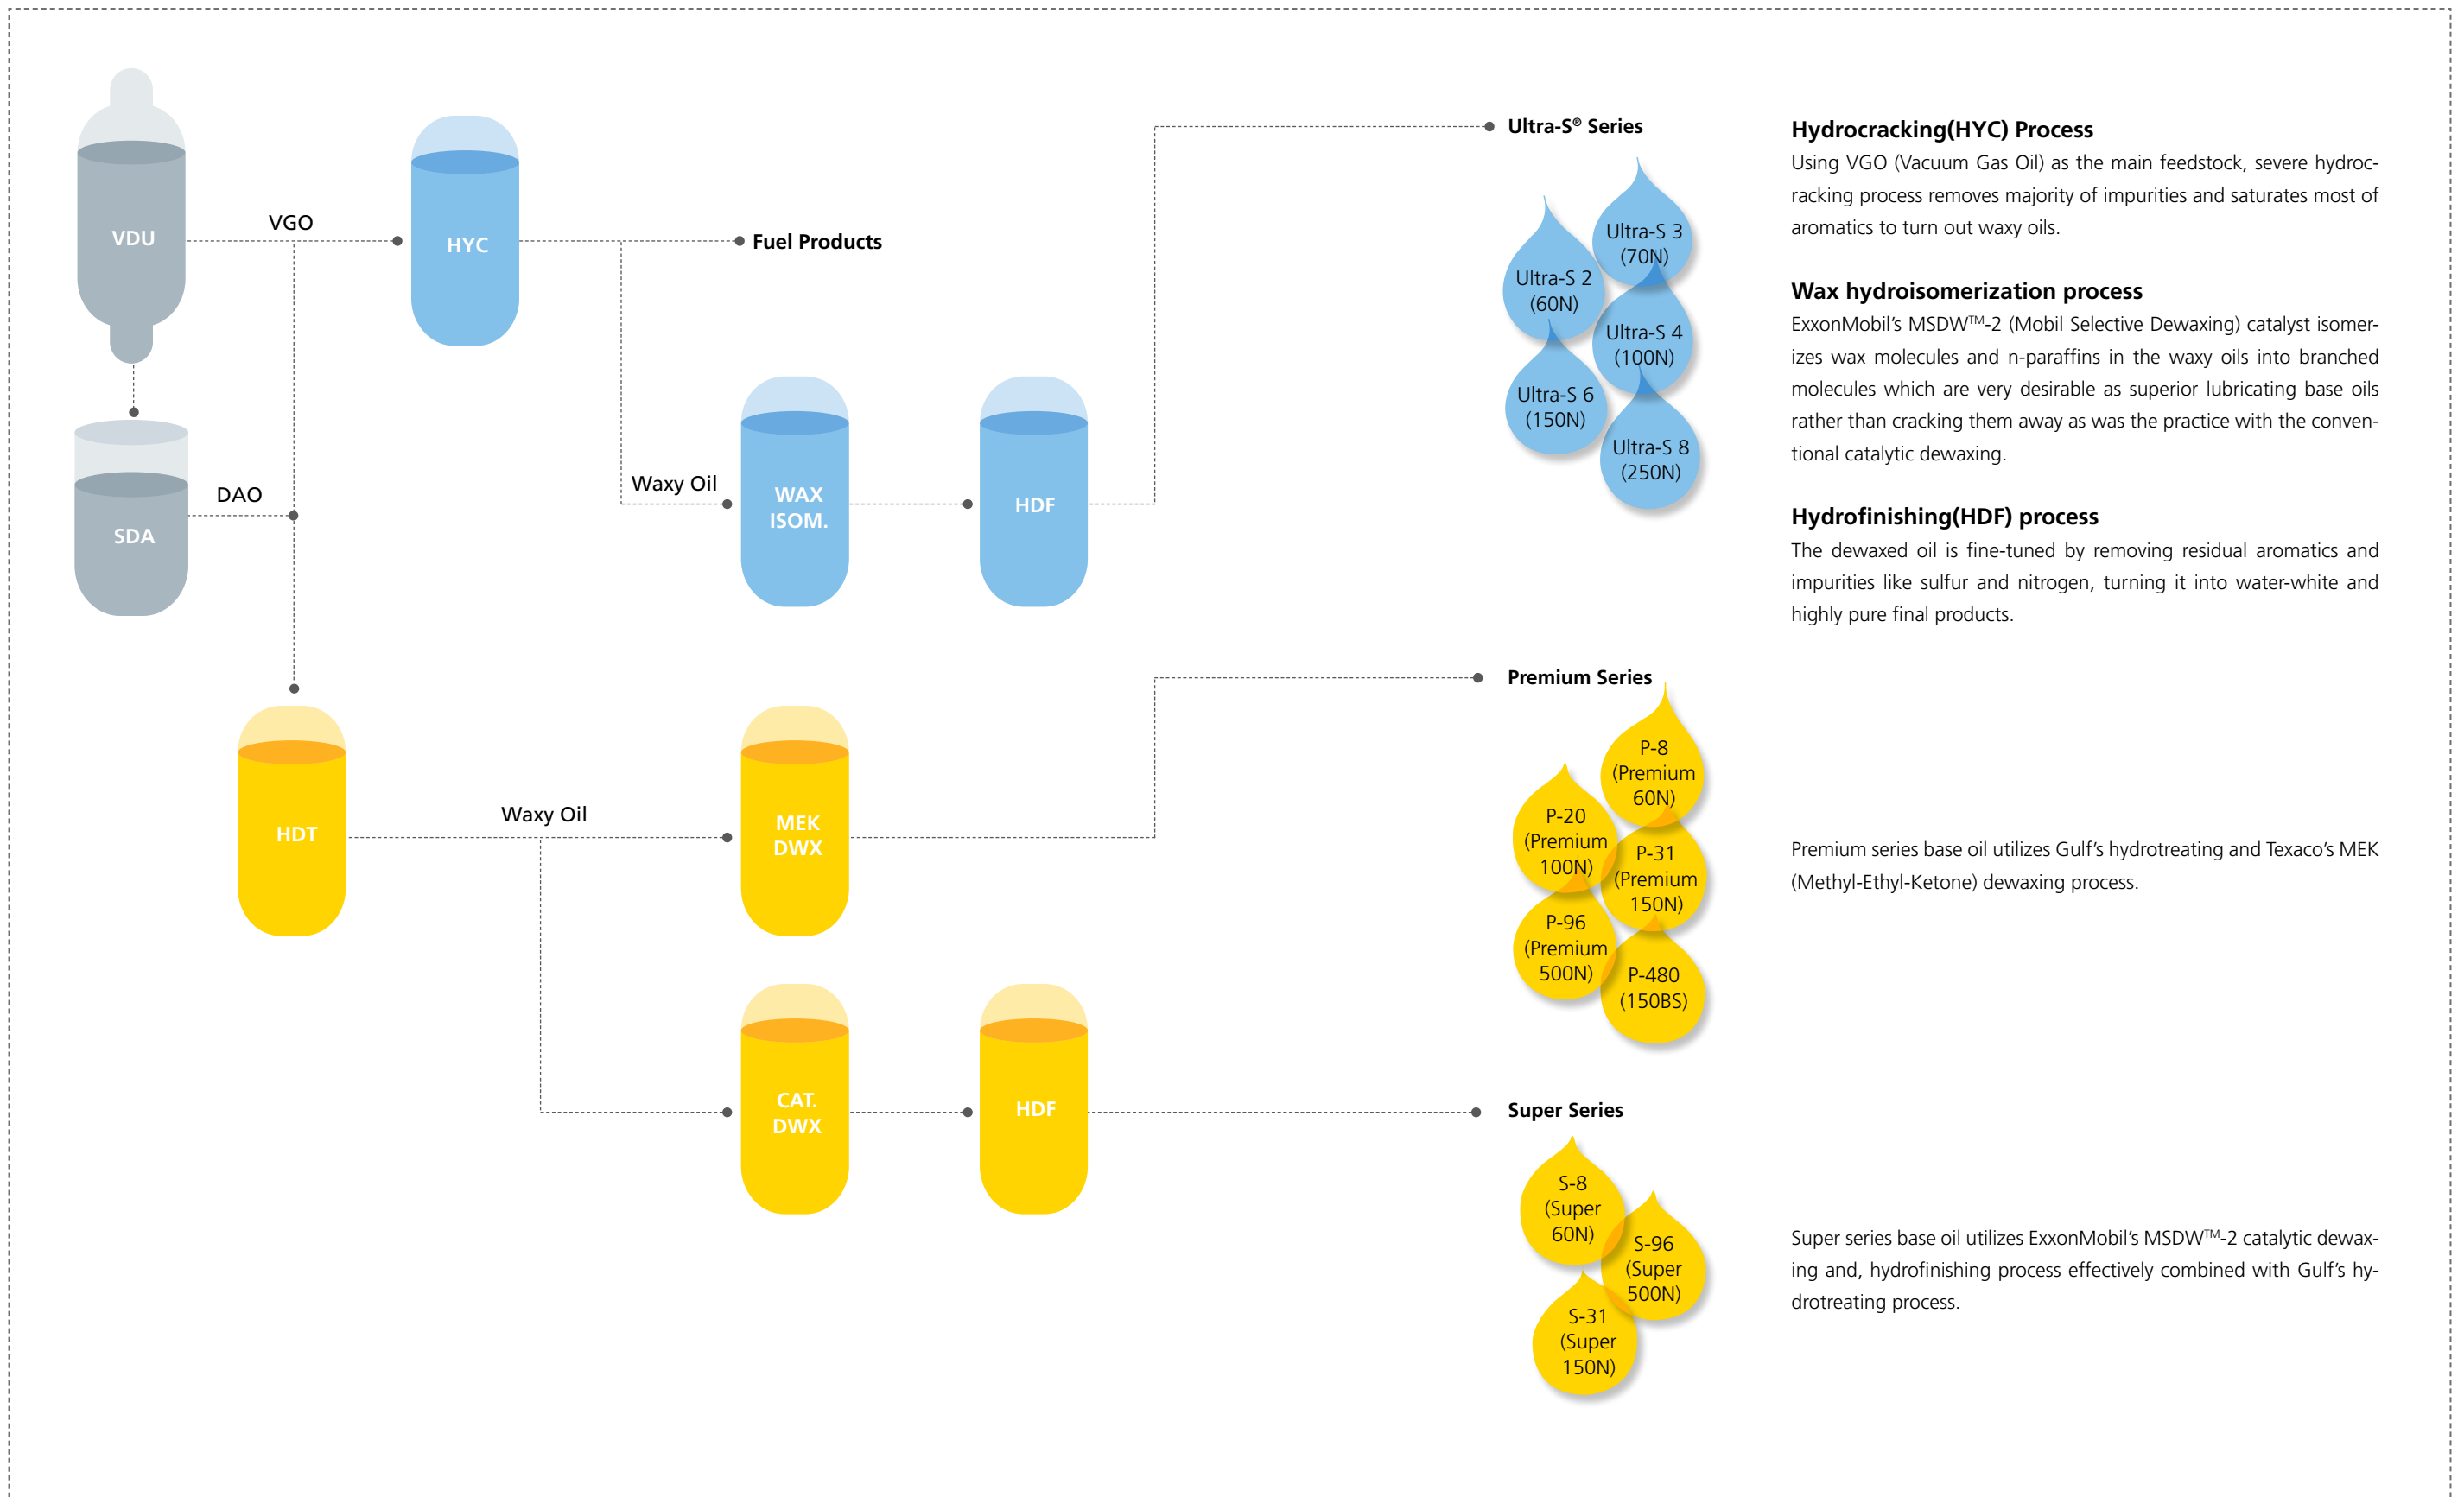 VDU
VGO
HYC
Fuel Products
SDA
DAO
Waxy Oil
WAX
ISOM.
HDF
HDT
Waxy Oil
MEK
DWX
CAT.
DWX
HDF
Ultra-S® Series
Ultra-S 3
(70N)
Ultra-S 2
(60N)
Ultra-S 4
(100N)
Ultra-S 6
(150N)
Ultra-S 8
(250N)
Premium Series
P-8
(Premium
60N)
P-20
(Premium
100N)
P-31
(Premium
150N)
P-96
(Premium
500N)
P-480
(150BS)
Super Series
S-8
(Super
60N)
S-96
(Super
500N)
S-31
(Super
150N)
Hydrocracking(HYC) Process
Using VGO (Vacuum Gas Oil) as the main feedstock, severe hydroc-
racking process removes majority of impurities and saturates most of
aromatics to turn out waxy oils.
Wax hydroisomerization process
ExxonMobil’s MSDW™-2 (Mobil Selective Dewaxing) catalyst isomer-
izes wax molecules and n-paraffins in the waxy oils into branched
molecules which are very desirable as superior lubricating base oils
rather than cracking them away as was the practice with the conven-
tional catalytic dewaxing.
Hydrofinishing(HDF) process
The dewaxed oil is fine-tuned by removing residual aromatics and
impurities like sulfur and nitrogen, turning it into water-white and
highly pure final products.
Premium series base oil utilizes Gulf’s hydrotreating and Texaco’s MEK
(Methyl-Ethyl-Ketone) dewaxing process.
Super series base oil utilizes ExxonMobil’s MSDW™-2 catalytic dewax-
ing and, hydrofinishing process effectively combined with Gulf’s hy-
drotreating process.